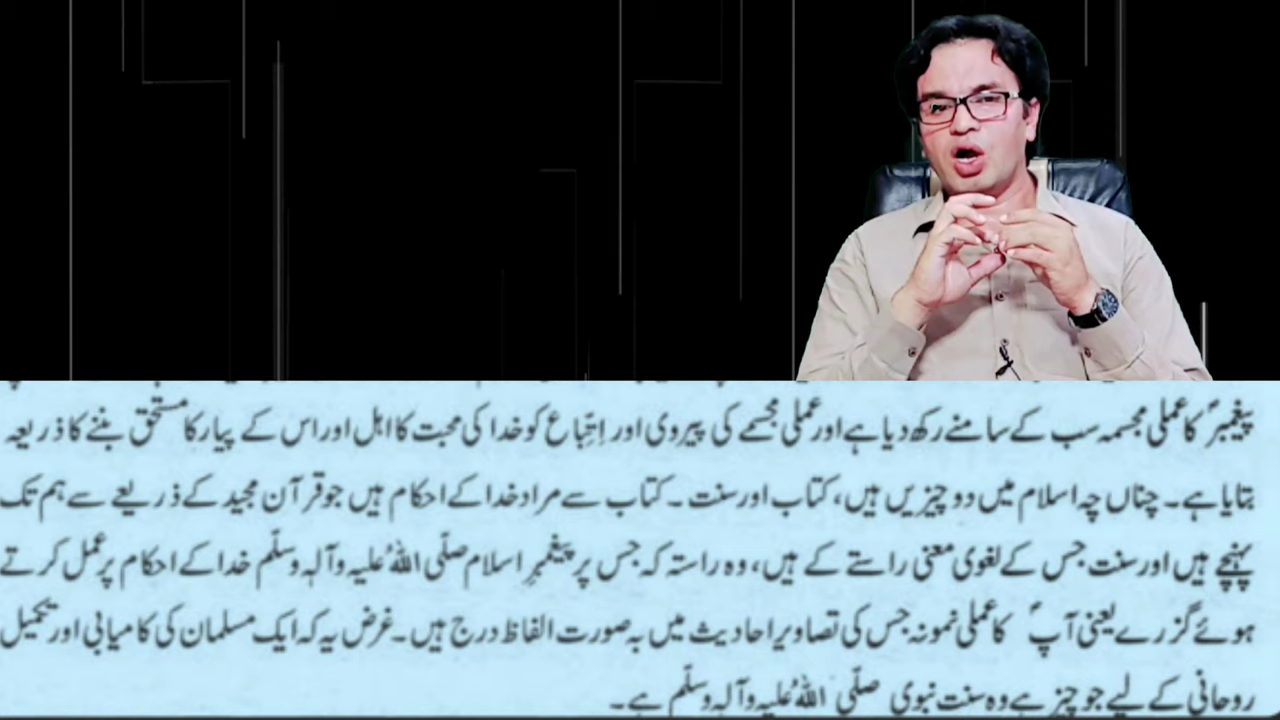 پیغمبرؐ کا عملی مجسمہ سب کے سامنے رکھ دیا ہے اور عملی مجسمے کی پیروی اور اِتّباع کو خدا کی محبت کا اہل اور اس کے پیار کا مستحق بننے کا ذریعہ
بتایا ہے۔ چناں چہ اسلام میں دو چیزیں ہیں، کتاب اور سنت۔ کتاب سے مراد خدا کے احکام ہیں جو قرآن مجید کے ذریعے سے ہم تک
پہنچے ہیں اور سنت جس کے لغوی معنی راستے کے ہیں، وہ راستہ کہ جس پر پیغمبرِ اسلام صلّی اللہُ علیہ وآلہٖ وسلّم خدا کے احکام پر عمل کرتے
ہوئے گزرے یعنی آپؐ کا عملی نمونہ جس کی تصاویر احادیث میں بہ صورت الفاظ درج ہیں۔ غرض یہ کہ ایک مسلمان کی کامیابی اور تکمیل
روحانی کے لیے جو چیز ہے وہ سنت نبوی صلّی اللہُ علیہ وآلہٖ وسلّم ہے۔